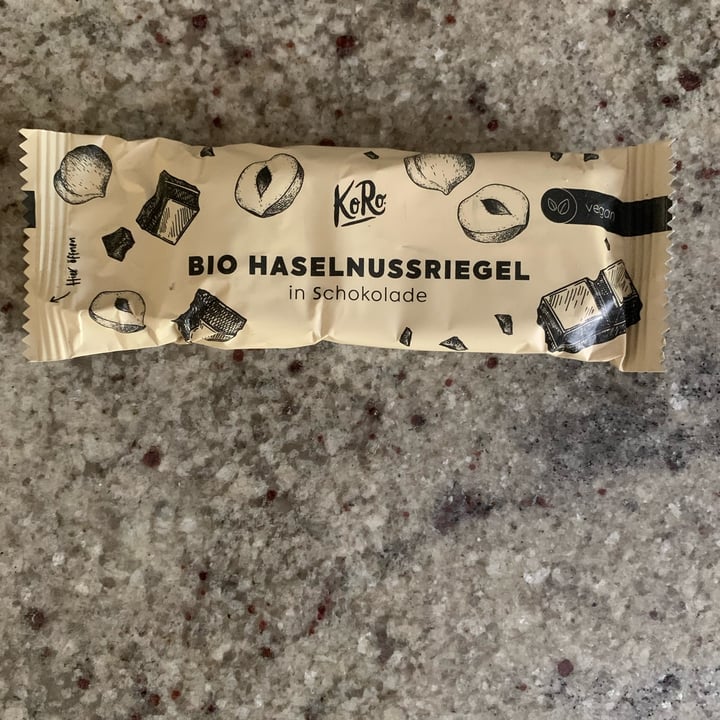 KoRo
vegan
BIO HASELNUSSRIEGEL
in Schokolade
Hier öffnen